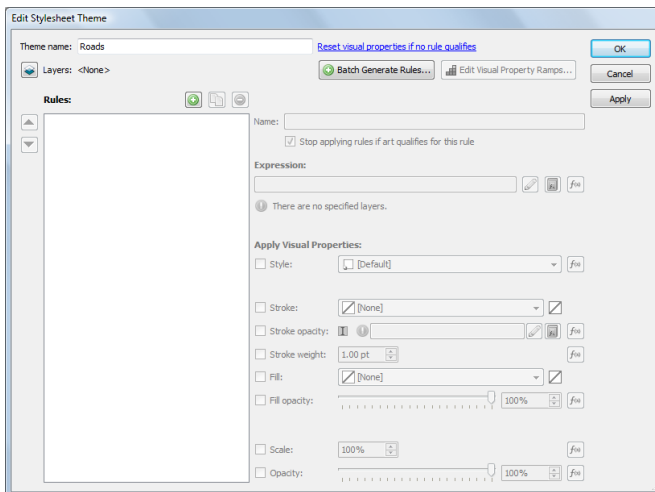 Edit Stylesheet Theme
Theme name: Roads
Reset visual properties if no rule qualifies
OK
Layers: <None>
Batch Generate Rules...
Edit Visual Property Ramps...
Cancel
Rules:
Apply
Name:
Stop applying rules if art qualifies for this rule
Expression:
f(x)
There are no specified layers.
Apply Visual Properties:
Style: [Default] f(x)
Stroke: [None]
Stroke opacity: f(x)
Stroke weight: 1.00 pt f(x)
Fill: [None]
Fill opacity: 100% f(x)
Scale: 100% f(x)
Opacity: 100% f(x)